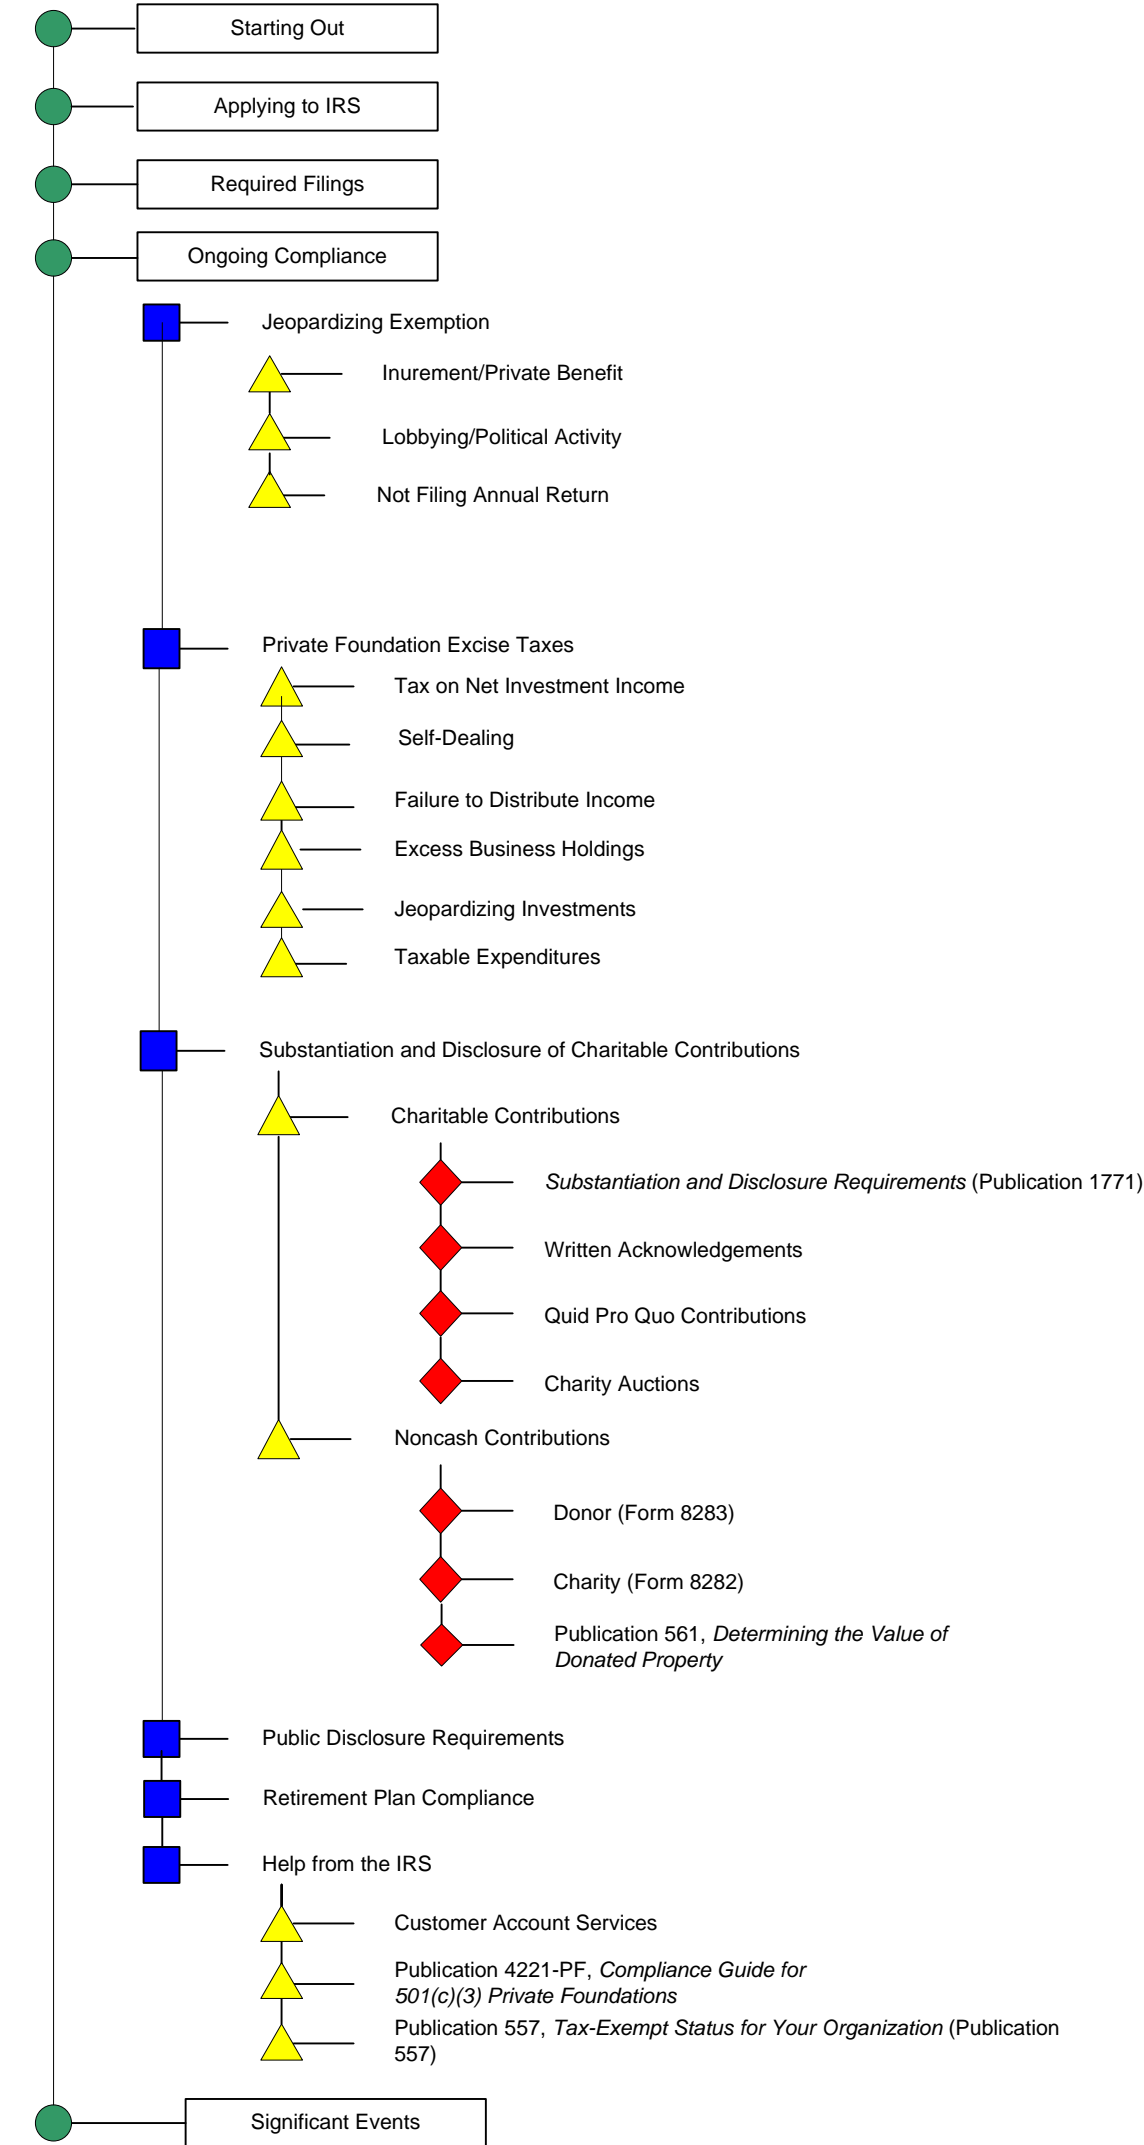 Starting Out
Applying to IRS
Required Filings
Ongoing Compliance
Jeopardizing Exemption
Inurement/Private Benefit
Lobbying/Political Activity
Not Filing Annual Return
Private Foundation Excise Taxes
Tax on Net Investment Income
Self-Dealing
Failure to Distribute Income
Excess Business Holdings
Jeopardizing Investments
Taxable Expenditures
Substantiation and Disclosure of Charitable Contributions
Charitable Contributions
Substantiation and Disclosure Requirements (Publication 1771)
Written Acknowledgements
Quid Pro Quo Contributions
Charity Auctions
Noncash Contributions
Donor (Form 8283)
Charity (Form 8282)
Publication 561, Determining the Value of
Donated Property
Public Disclosure Requirements
Retirement Plan Compliance
Help from the IRS
Customer Account Services
Publication 4221-PF, Compliance Guide for
501(c)(3) Private Foundations
Publication 557, Tax-Exempt Status for Your Organization (Publication
557)
Significant Events